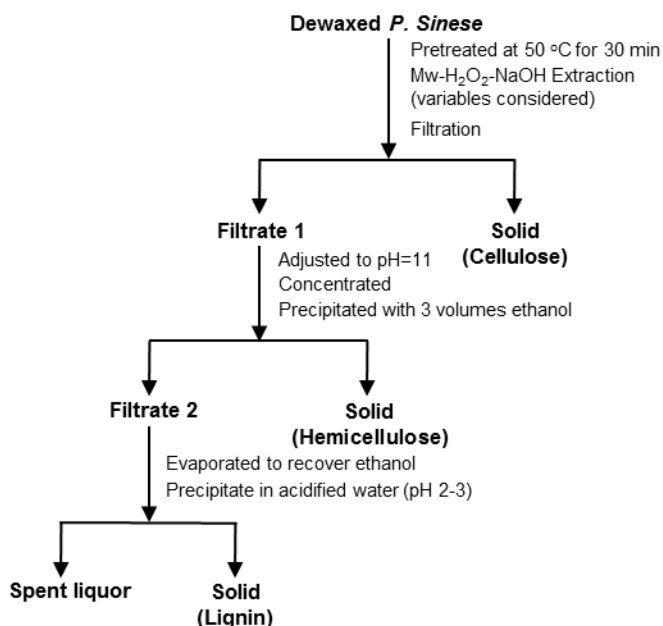 Dewaxed P. Sinese
Pretreated at 50 ºC for 30 min
Mw-H₂O₂-NaOH Extraction
(variables considered)
Filtration
Filtrate 1
Solid
(Cellulose)
Adjusted to pH=11
Concentrated
Precipitated with 3 volumes ethanol
Filtrate 2
Solid
(Hemicellulose)
Evaporated to recover ethanol
Precipitate in acidified water (pH 2-3)
Spent liquor
Solid
(Lignin)